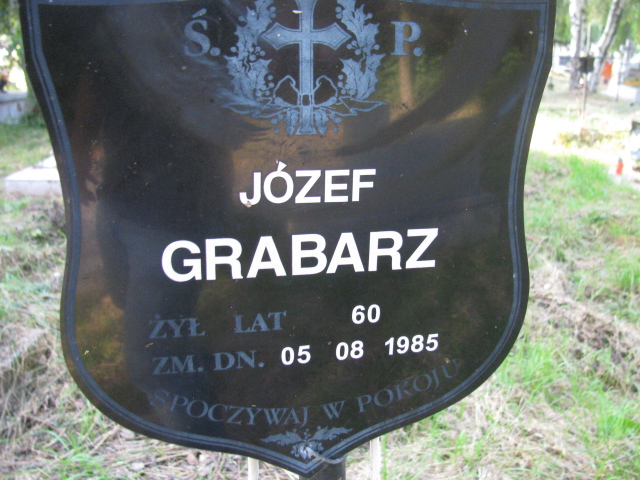 Ś. P.
JÓZEF
GRABARZ
ŻYŁ LAT 60
ZM. DN. 05 08 1985
SPOCZYWAJ W POKOJU